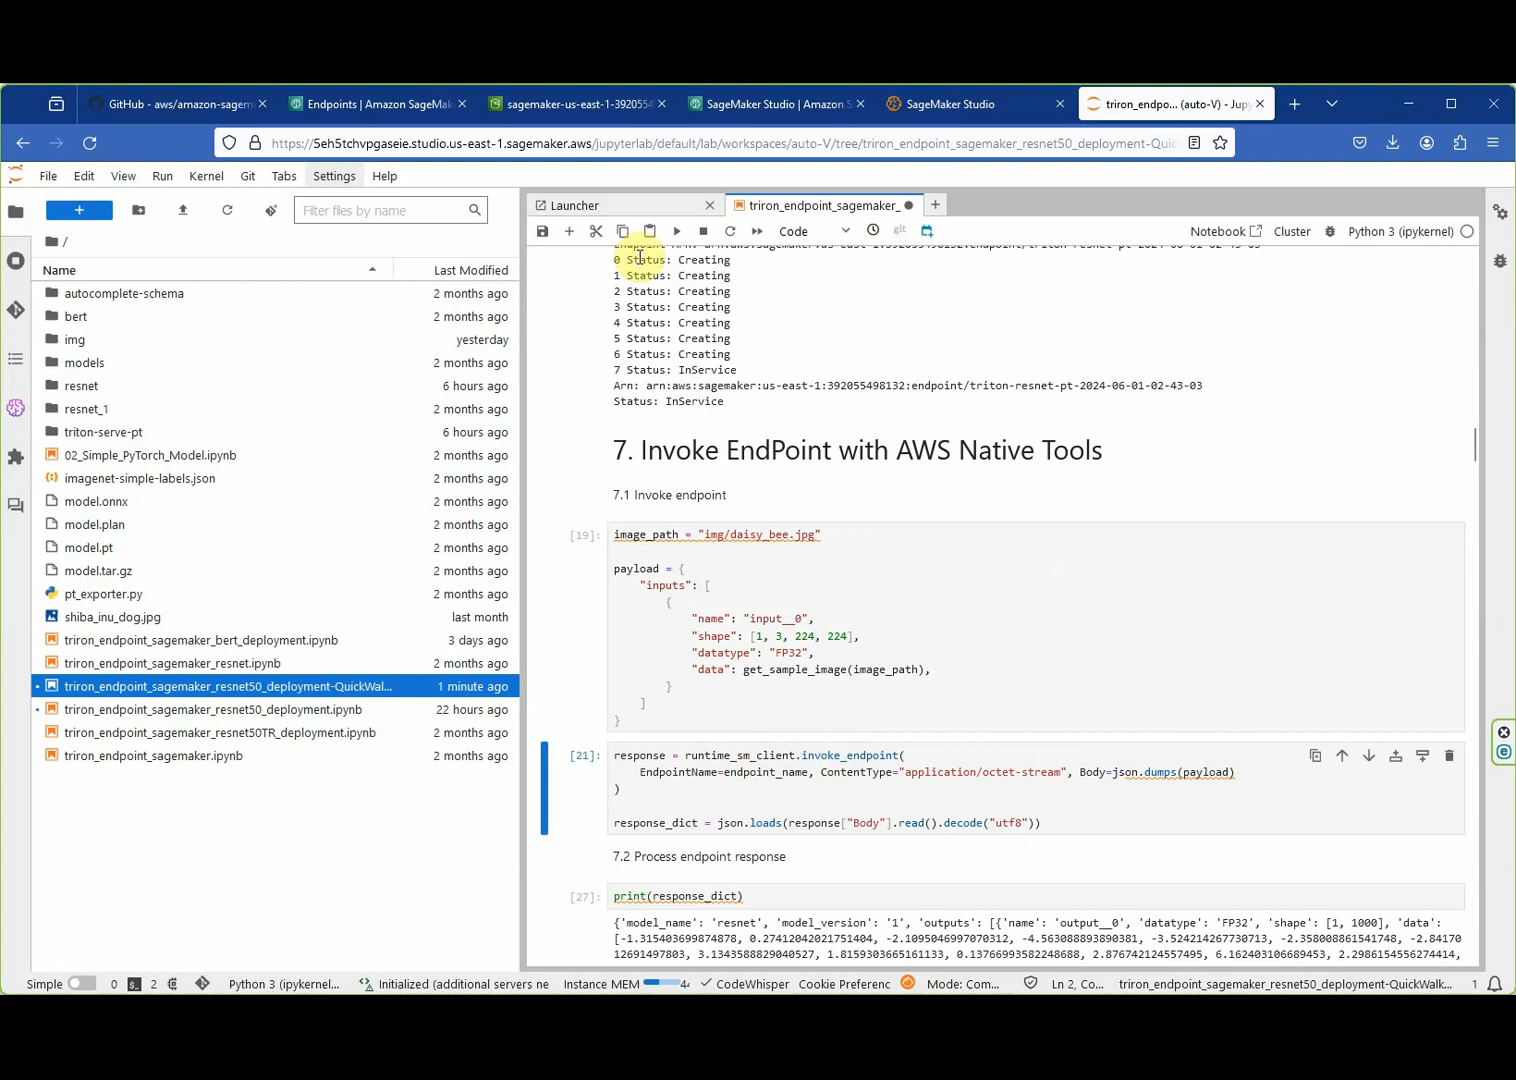 GitHub - aws/amazon-sagem
Endpoints | Amazon SageMa
sagemaker-us-east-1-3920554
SageMaker Studio | Amazon S
SageMaker Studio
triron_endpo... (auto-V) - Jupy
https://5eh5tchvpgaseie.studio.us-east-1.sagemaker.aws/jupyterlab/default/lab/workspaces/auto-V/tree/triron_endpoint_sagemaker_resnet50_deployment-Quic
File Edit View Run Kernel Git Tabs Settings Help
Filter files by name
/
Name Last Modified
autocomplete-schema 2 months ago
bert 2 months ago
img yesterday
models 2 months ago
resnet 6 hours ago
resnet_1 2 months ago
triton-serve-pt 6 hours ago
02_Simple_PyTorch_Model.ipynb 2 months ago
imagenet-simple-labels.json 2 months ago
model.onnx 2 months ago
model.plan 2 months ago
model.pt 2 months ago
model.tar.gz 2 months ago
pt_exporter.py 2 months ago
shiba_inu_dog.jpg last month
triron_endpoint_sagemaker_bert_deployment.ipynb 3 days ago
triron_endpoint_sagemaker_resnet.ipynb 2 months ago
triron_endpoint_sagemaker_resnet50_deployment-QuickWal... 1 minute ago
triron_endpoint_sagemaker_resnet50_deployment.ipynb 22 hours ago
triron_endpoint_sagemaker_resnet50TR_deployment.ipynb 2 months ago
triron_endpoint_sagemaker.ipynb 2 months ago
Launcher
triron_endpoint_sagemaker_
Code git Notebook Cluster Python 3 (ipykernel)
0 Status: Creating
1 Status: Creating
2 Status: Creating
3 Status: Creating
4 Status: Creating
5 Status: Creating
6 Status: Creating
7 Status: InService
Arn: arn:aws:sagemaker:us-east-1:392055498132:endpoint/triton-resnet-pt-2024-06-01-02-43-03
Status: InService
7. Invoke EndPoint with AWS Native Tools
7.1 Invoke endpoint
[19]: image_path = "img/daisy_bee.jpg"
payload = {
"inputs": [
{
"name": "input__0",
"shape": [1, 3, 224, 224],
"datatype": "FP32",
"data": get_sample_image(image_path),
}
]
}
[21]: response = runtime_sm_client.invoke_endpoint(
EndpointName=endpoint_name, ContentType="application/octet-stream", Body=json.dumps(payload)
)
response_dict = json.loads(response["Body"].read().decode("utf8"))
7.2 Process endpoint response
[27]: print(response_dict)
{'model_name': 'resnet', 'model_version': '1', 'outputs': [{'name': 'output__0', 'datatype': 'FP32', 'shape': [1, 1000], 'data':
[-1.315403699874878, 0.27412042021751404, -2.1095046997070312, -4.563088893890381, -3.524214267730713, -2.358008861541748, -2.84170
12691497803, 3.1343588829040527, 1.8159303665161133, 0.13766993582248688, 2.876742124557495, 6.162403106689453, 2.2986154556274414,
Simple 0 2 Python 3 (ipykernel... Initialized (additional servers ne Instance MEM 44 CodeWhisper Cookie Preferenc Mode: Com... Ln 2, Co... triron_endpoint_sagemaker_resnet50_deployment-QuickWalk... 1